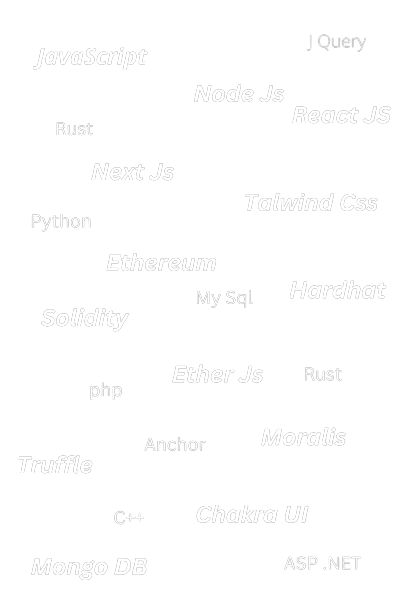 J Query
JavaScript
Node Js
React JS
Rust
Next Js
Talwind Css
Python
Ethereum
Hardhat
My Sql
Solidity
Ether Js
Rust
php
Moralis
Anchor
Truffle
Chakra UI
C++
ASP .NET
Mongo DB